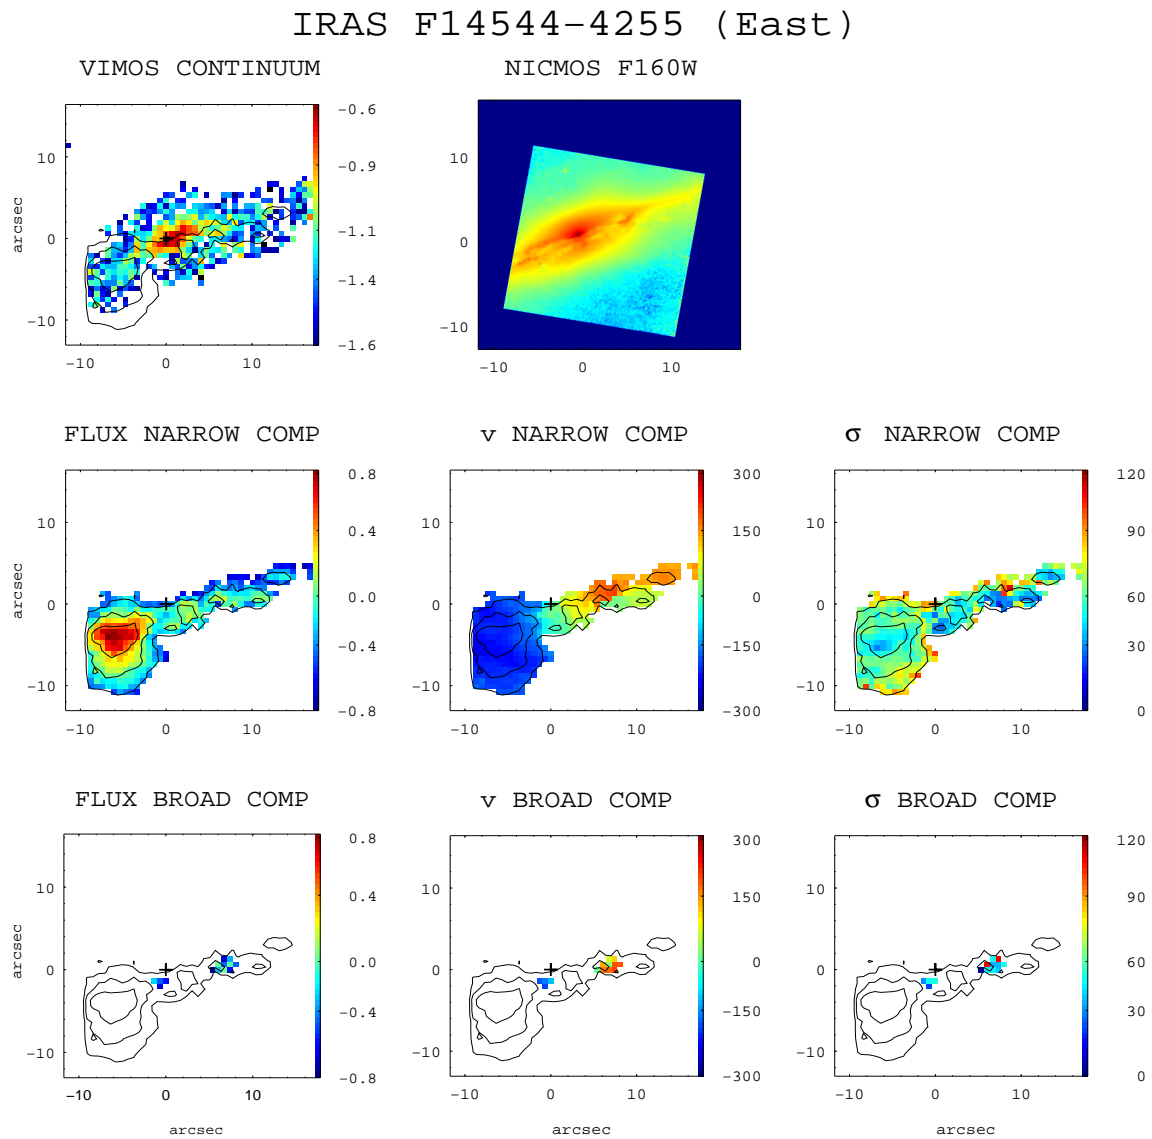 IRAS F14544−4255 (East)
VIMOS CONTINUUM
NICMOS F160W
−0.6
−0.9
−1.1
−1.4
−1.6
10
0
−10
arcsec
−10 0 10
10
0
−10
−10 0 10
FLUX NARROW COMP
v NARROW COMP
σ NARROW COMP
0.8
0.4
0.0
−0.4
−0.8
10
0
−10
arcsec
−10 0 10
300
150
0
−150
−300
10
0
−10
−10 0 10
120
90
60
30
0
10
0
−10
−10 0 10
FLUX BROAD COMP
v BROAD COMP
σ BROAD COMP
0.8
0.4
0.0
−0.4
−0.8
10
0
−10
arcsec
−10 0 10
arcsec
300
150
0
−150
−300
10
0
−10
−10 0 10
arcsec
120
90
60
30
0
10
0
−10
−10 0 10
arcsec